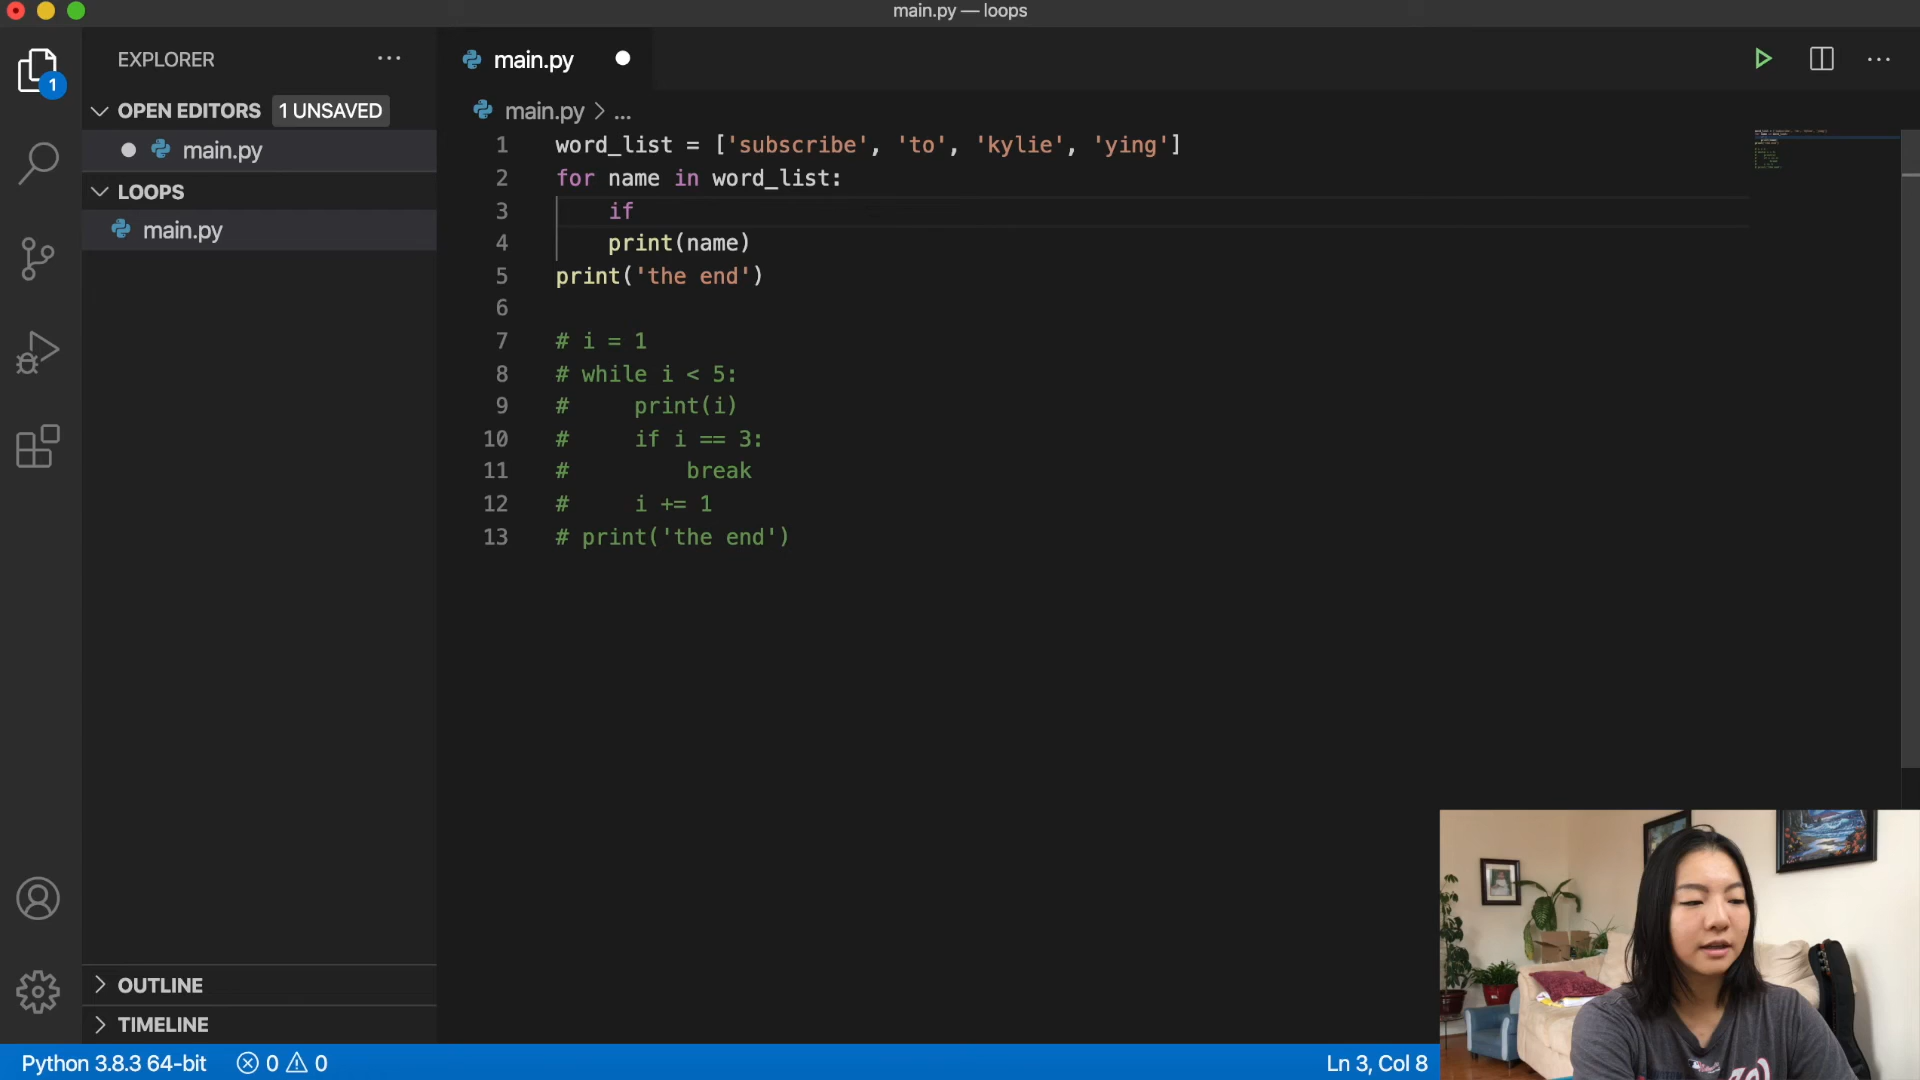 main.py — loops
1
EXPLORER
OPEN EDITORS 1 UNSAVED
main.py
LOOPS
main.py
OUTLINE
TIMELINE
main.py
main.py > ...
1 word_list = ['subscribe', 'to', 'kylie', 'ying']
2 for name in word_list:
3     if
4     print(name)
5 print('the end')
6
7 # i = 1
8 # while i < 5:
9 #     print(i)
10 #     if i == 3:
11 #         break
12 #     i += 1
13 # print('the end')
Python 3.8.3 64-bit 0 0
Ln 3, Col 8